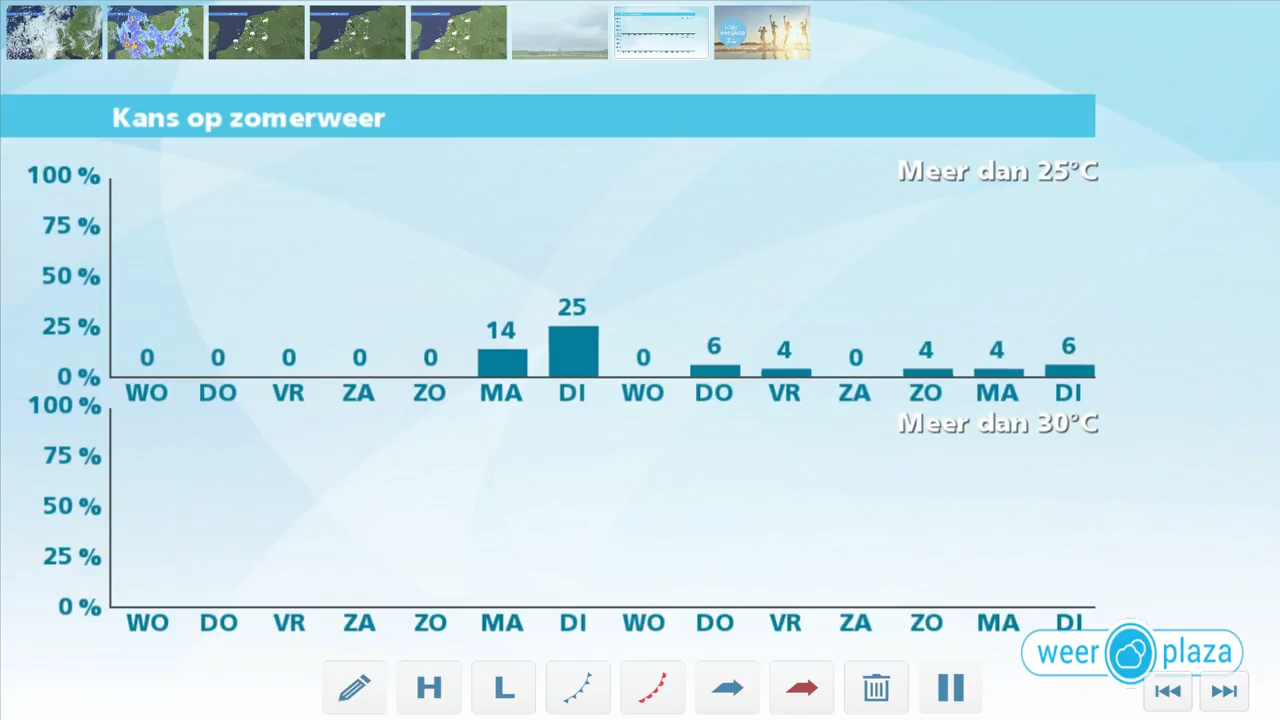 Kans op zomerweer
Meer dan 25°C
100 %
75 %
50 %
25 %
0 %
0 0 0 0 0 14 25 0 6 4 0 4 4 6
WO DO VR ZA ZO MA DI WO DO VR ZA ZO MA DI
Meer dan 30°C
100 %
75 %
50 %
25 %
0 %
WO DO VR ZA ZO MA DI WO DO VR ZA ZO MA DI
weer plaza
H L